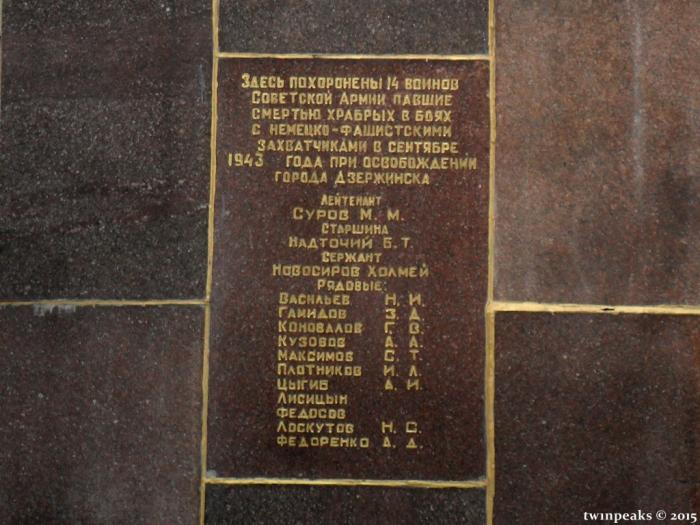 Здесь похоронены 14 воинов
Советской Армии павшие
смертью храбрых в боях
с немецко-фашистскими
захватчиками в сентябре
1943 года при освобождении
города Дзержинска
Лейтенант
Суров М. М.
Старшина
Надточий Б. Т.
Сержант
Новосиров Холмей
Рядовые:
Васильев Н. И.
Гамидов З. Д.
Коновалов Г. В.
Кузовов А. А.
Максимов С. Т.
Плотников И. Л.
Цыгиб А. И.
Лисицын
Федосов
Лоскутов Н. С.
Федоренко А. Д.
twinpeaks © 2015